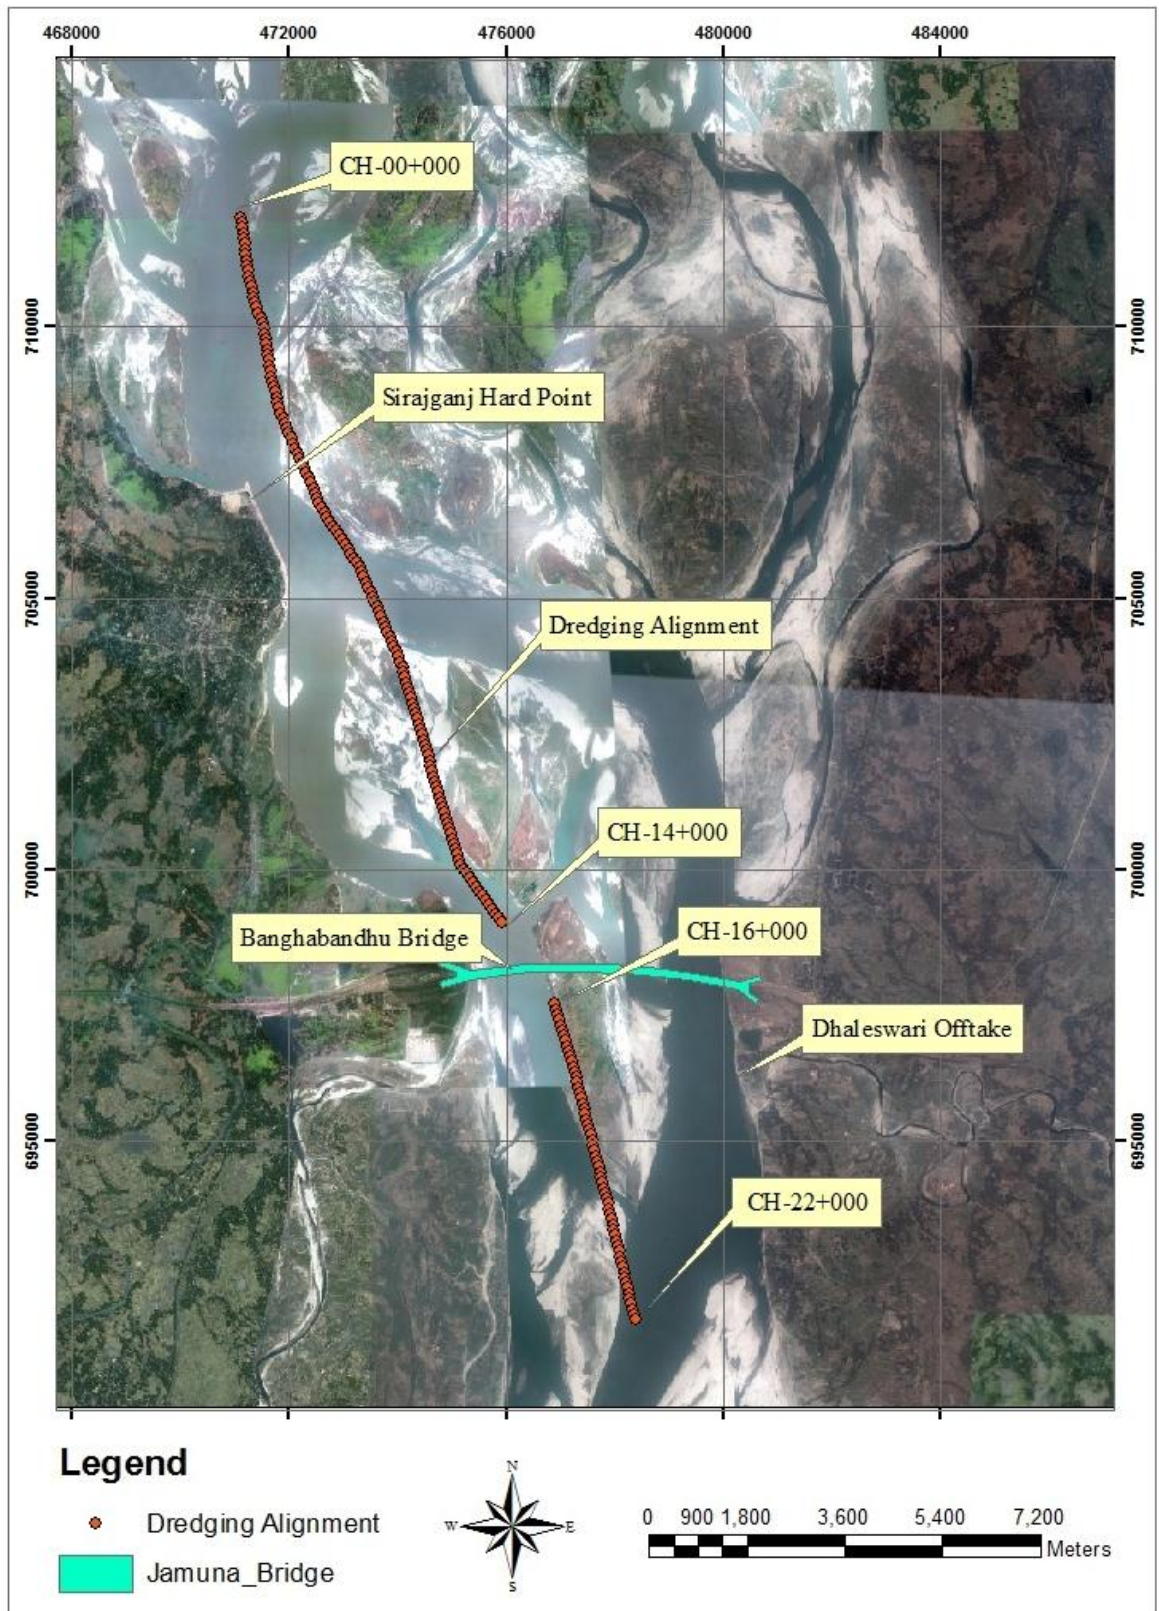 468000 472000 476000 480000 484000
CH-00+000
710000 710000
Sirajganj Hard Point
705000 705000
Dredging Alignment
CH-14+000
700000 700000
Banghabandhu Bridge
CH-16+000
Dhaleswari Offtake
695000 695000
CH-22+000
Legend
Dredging Alignment
Jamuna_Bridge
N
W E
S
0 900 1,800 3,600 5,400 7,200
Meters